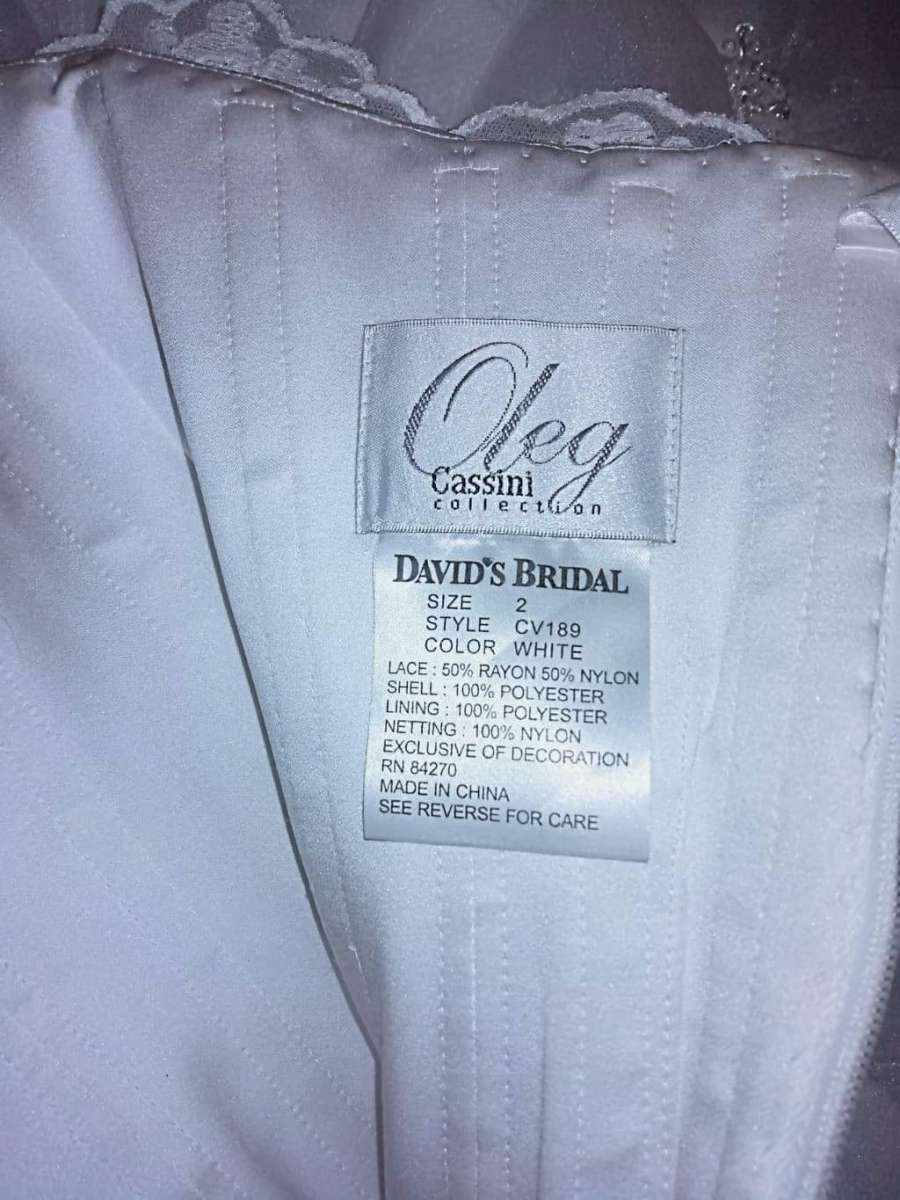 Oleg
Cassini
collection
DAVID'S BRIDAL
SIZE 2
STYLE CV189
COLOR WHITE
LACE : 50% RAYON 50% NYLON
SHELL : 100% POLYESTER
LINING : 100% POLYESTER
NETTING : 100% NYLON
EXCLUSIVE OF DECORATION
RN 84270
MADE IN CHINA
SEE REVERSE FOR CARE